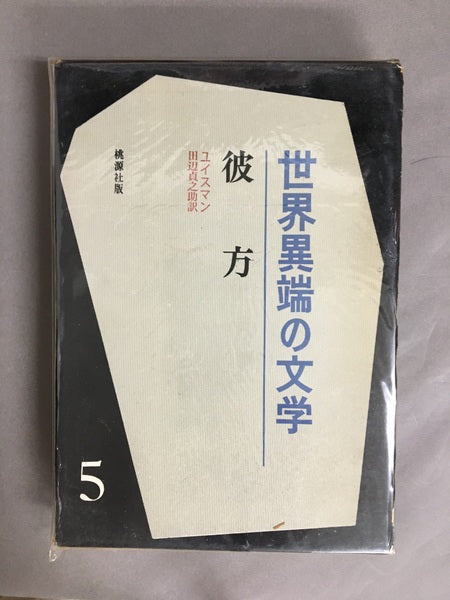 世界異端の文学
彼方
ユイスマン
田辺貞之助訳
桃源社版
5